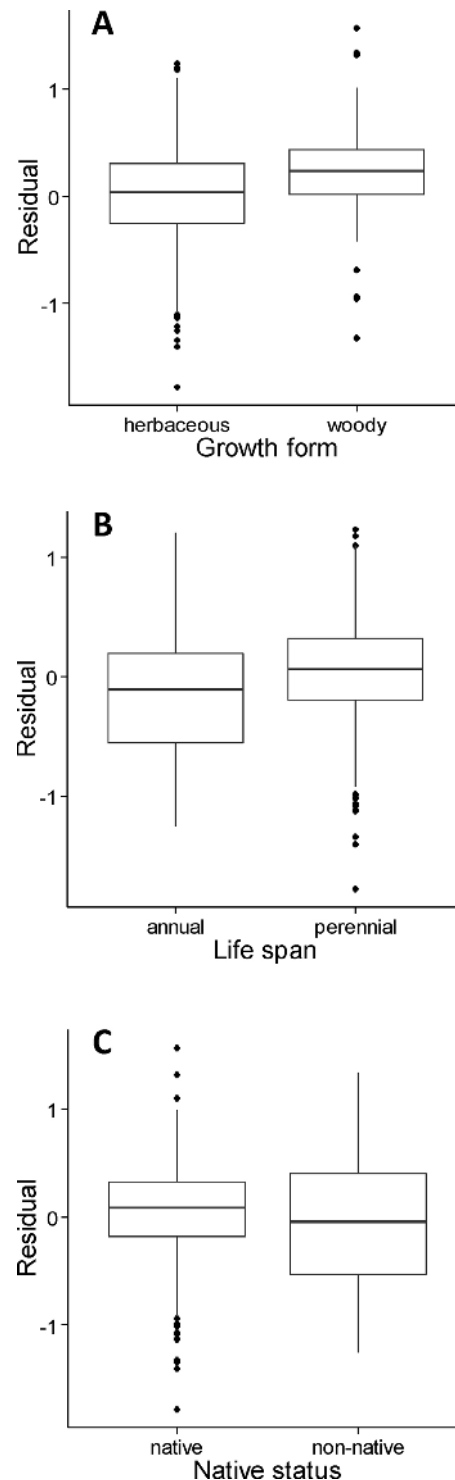 A
Residual
1
0
-1
herbaceous woody
Growth form
B
Residual
1
0
-1
annual perennial
Life span
C
Residual
1
0
-1
native non-native
Native status